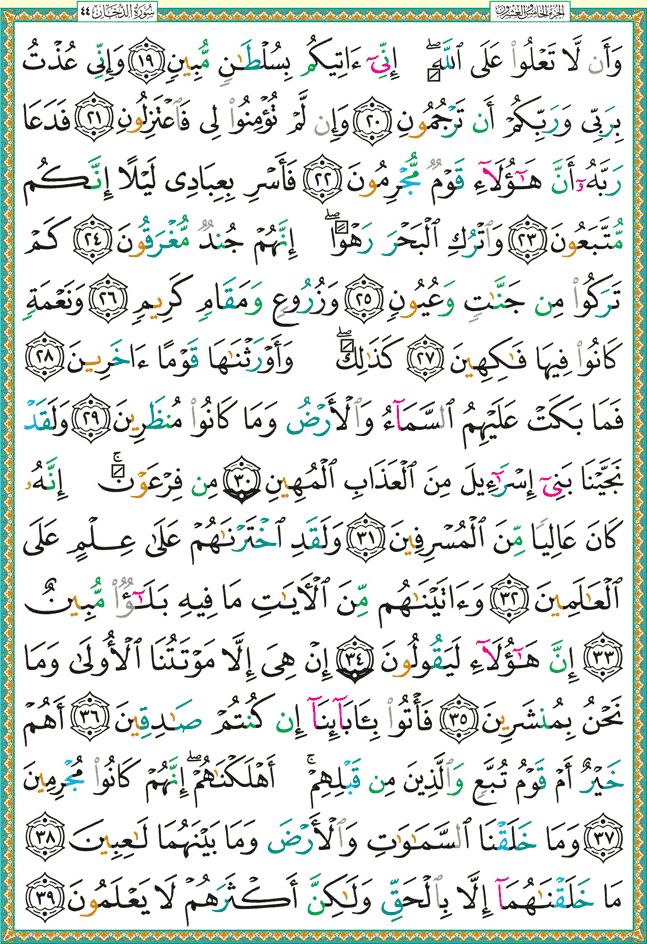 الجزء الخامس والعشرون سورة الدخان ٤٤
وَأَن لَّا تَعْلُوا۟ عَلَى ٱللَّهِ ۖ إِنِّىٓ ءَاتِيكُم بِسُلْطَـٰنٍ مُّبِينٍ ﴿١٩﴾ وَإِنِّى عُذْتُ
بِرَبِّى وَرَبِّكُمْ أَن تَرْجُمُونِ ﴿٢٠﴾ وَإِن لَّمْ تُؤْمِنُوا۟ لِى فَٱعْتَزِلُونِ ﴿٢١﴾ فَدَعَا
رَبَّهُۥٓ أَنَّ هَـٰٓؤُلَآءِ قَوْمٌ مُّجْرِمُونَ ﴿٢٢﴾ فَأَسْرِ بِعِبَادِى لَيْلًا إِنَّكُم
مُّتَّبَعُونَ ﴿٢٣﴾ وَٱتْرُكِ ٱلْبَحْرَ رَهْوًا ۖ إِنَّهُمْ جُندٌ مُّغْرَقُونَ ﴿٢٤﴾ كَمْ
تَرَكُوا۟ مِن جَنَّـٰتٍ وَعُيُونٍ ﴿٢٥﴾ وَزُرُوعٍ وَمَقَامٍ كَرِيمٍ ﴿٢٦﴾ وَنَعْمَةٍ
كَانُوا۟ فِيهَا فَـٰكِهِينَ ﴿٢٧﴾ كَذَٰلِكَ ۖ وَأَوْرَثْنَـٰهَا قَوْمًا ءَاخَرِينَ ﴿٢٨﴾
فَمَا بَكَتْ عَلَيْهِمُ ٱلسَّمَآءُ وَٱلْأَرْضُ وَمَا كَانُوا۟ مُنظَرِينَ ﴿٢٩﴾ وَلَقَدْ
نَجَّيْنَا بَنِىٓ إِسْرَٰٓءِيلَ مِنَ ٱلْعَذَابِ ٱلْمُهِينِ ﴿٣٠﴾ مِن فِرْعَوْنَ ۚ إِنَّهُۥ
كَانَ عَالِيًا مِّنَ ٱلْمُسْرِفِينَ ﴿٣١﴾ وَلَقَدِ ٱخْتَرْنَـٰهُمْ عَلَىٰ عِلْمٍ عَلَى
ٱلْعَـٰلَمِينَ ﴿٣٢﴾ وَءَاتَيْنَـٰهُم مِّنَ ٱلْـَٔايَـٰتِ مَا فِيهِ بَلَـٰٓؤٌا۟ مُّبِينٌ
﴿٣٣﴾ إِنَّ هَـٰٓؤُلَآءِ لَيَقُولُونَ ﴿٣٤﴾ إِنْ هِىَ إِلَّا مَوْتَتُنَا ٱلْأُولَىٰ وَمَا
نَحْنُ بِمُنشَرِينَ ﴿٣٥﴾ فَأْتُوا۟ بِـَٔابَآئِنَآ إِن كُنتُمْ صَـٰدِقِينَ ﴿٣٦﴾ أَهُمْ
خَيْرٌ أَمْ قَوْمُ تُبَّعٍ وَٱلَّذِينَ مِن قَبْلِهِمْ ۚ أَهْلَكْنَـٰهُمْ ۖ إِنَّهُمْ كَانُوا۟ مُجْرِمِينَ
﴿٣٧﴾ وَمَا خَلَقْنَا ٱلسَّمَـٰوَٰتِ وَٱلْأَرْضَ وَمَا بَيْنَهُمَا لَـٰعِبِينَ ﴿٣٨﴾
مَا خَلَقْنَـٰهُمَآ إِلَّا بِٱلْحَقِّ وَلَـٰكِنَّ أَكْثَرَهُمْ لَا يَعْلَمُونَ ﴿٣٩﴾